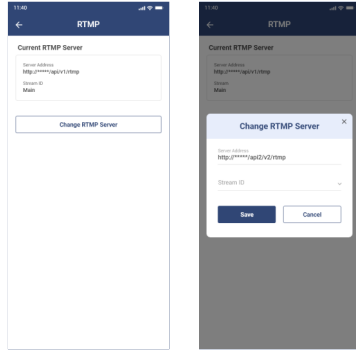 11:40
RTMP
Current RTMP Server
Server Address
http://*****/api/v1/rtmp
Stream ID
Main
Change RTMP Server
11:40
RTMP
Current RTMP Server
Server Address
http://*****/api/v1/rtmp
Stream
Main
Change RTMP Server
Server Address
http://*****/api2/v2/rtmp
Stream ID
Save
Cancel